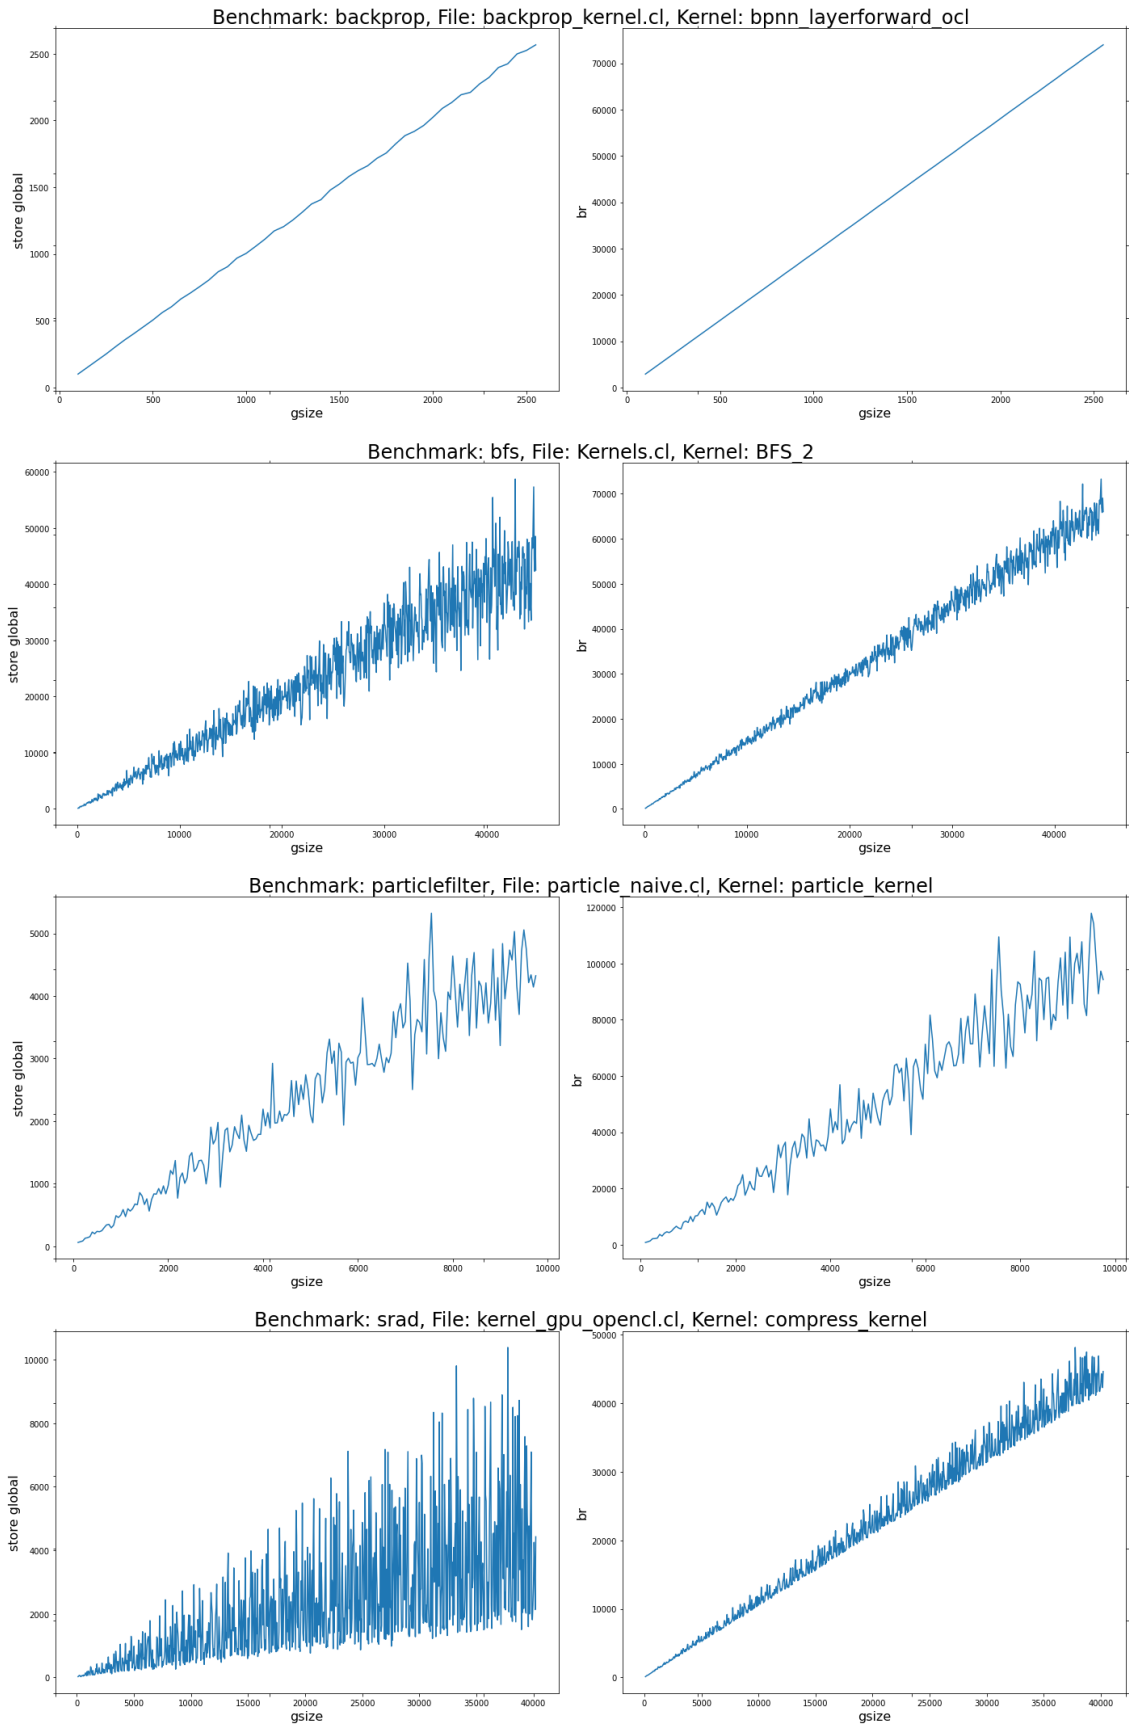 Benchmark: backprop, File: backprop_kernel.cl, Kernel: bpnn_layerforward_ocl
store global
2500
2000
1500
1000
500
0
0 500 1000 1500 2000 2500
gsize
br
70000
60000
50000
40000
30000
20000
10000
0
0 500 1000 1500 2000 2500
gsize
Benchmark: bfs, File: Kernels.cl, Kernel: BFS_2
store global
60000
50000
40000
30000
20000
10000
0
0 10000 20000 30000 40000
gsize
br
70000
60000
50000
40000
30000
20000
10000
0
0 10000 20000 30000 40000
gsize
Benchmark: particlefilter, File: particle_naive.cl, Kernel: particle_kernel
store global
5000
4000
3000
2000
1000
0
0 2000 4000 6000 8000 10000
gsize
br
120000
100000
80000
60000
40000
20000
0
0 2000 4000 6000 8000 10000
gsize
Benchmark: srad, File: kernel_gpu_opencl.cl, Kernel: compress_kernel
store global
10000
8000
6000
4000
2000
0
0 5000 10000 15000 20000 25000 30000 35000 40000
gsize
br
50000
40000
30000
20000
10000
0
0 5000 10000 15000 20000 25000 30000 35000 40000
gsize